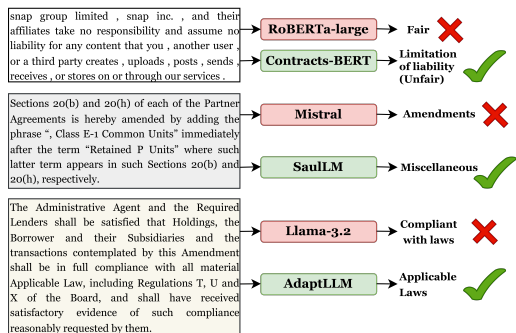 snap group limited , snap inc. , and their
affiliates take no responsibility and assume no
liability for any content that you , another user ,
or a third party creates , uploads , posts , sends ,
receives , or stores on or through our services .
RoBERTa-large
Fair
Contracts-BERT
Limitation
of liability
(Unfair)
Sections 20(b) and 20(h) of each of the Partner
Agreements is hereby amended by adding the
phrase “, Class E-1 Common Units” immediately
after the term “Retained P Units” where such
latter term appears in such Sections 20(b) and
20(h), respectively.
Mistral
Amendments
SaulLM
Miscellaneous
The Administrative Agent and the Required
Lenders shall be satisfied that Holdings, the
Borrower and their Subsidiaries and the
transactions contemplated by this Amendment
shall be in full compliance with all material
Applicable Law, including Regulations T, U and
X of the Board, and shall have received
satisfactory evidence of such compliance
reasonably requested by them.
Llama-3.2
Compliant
with laws
AdaptLLM
Applicable
Laws